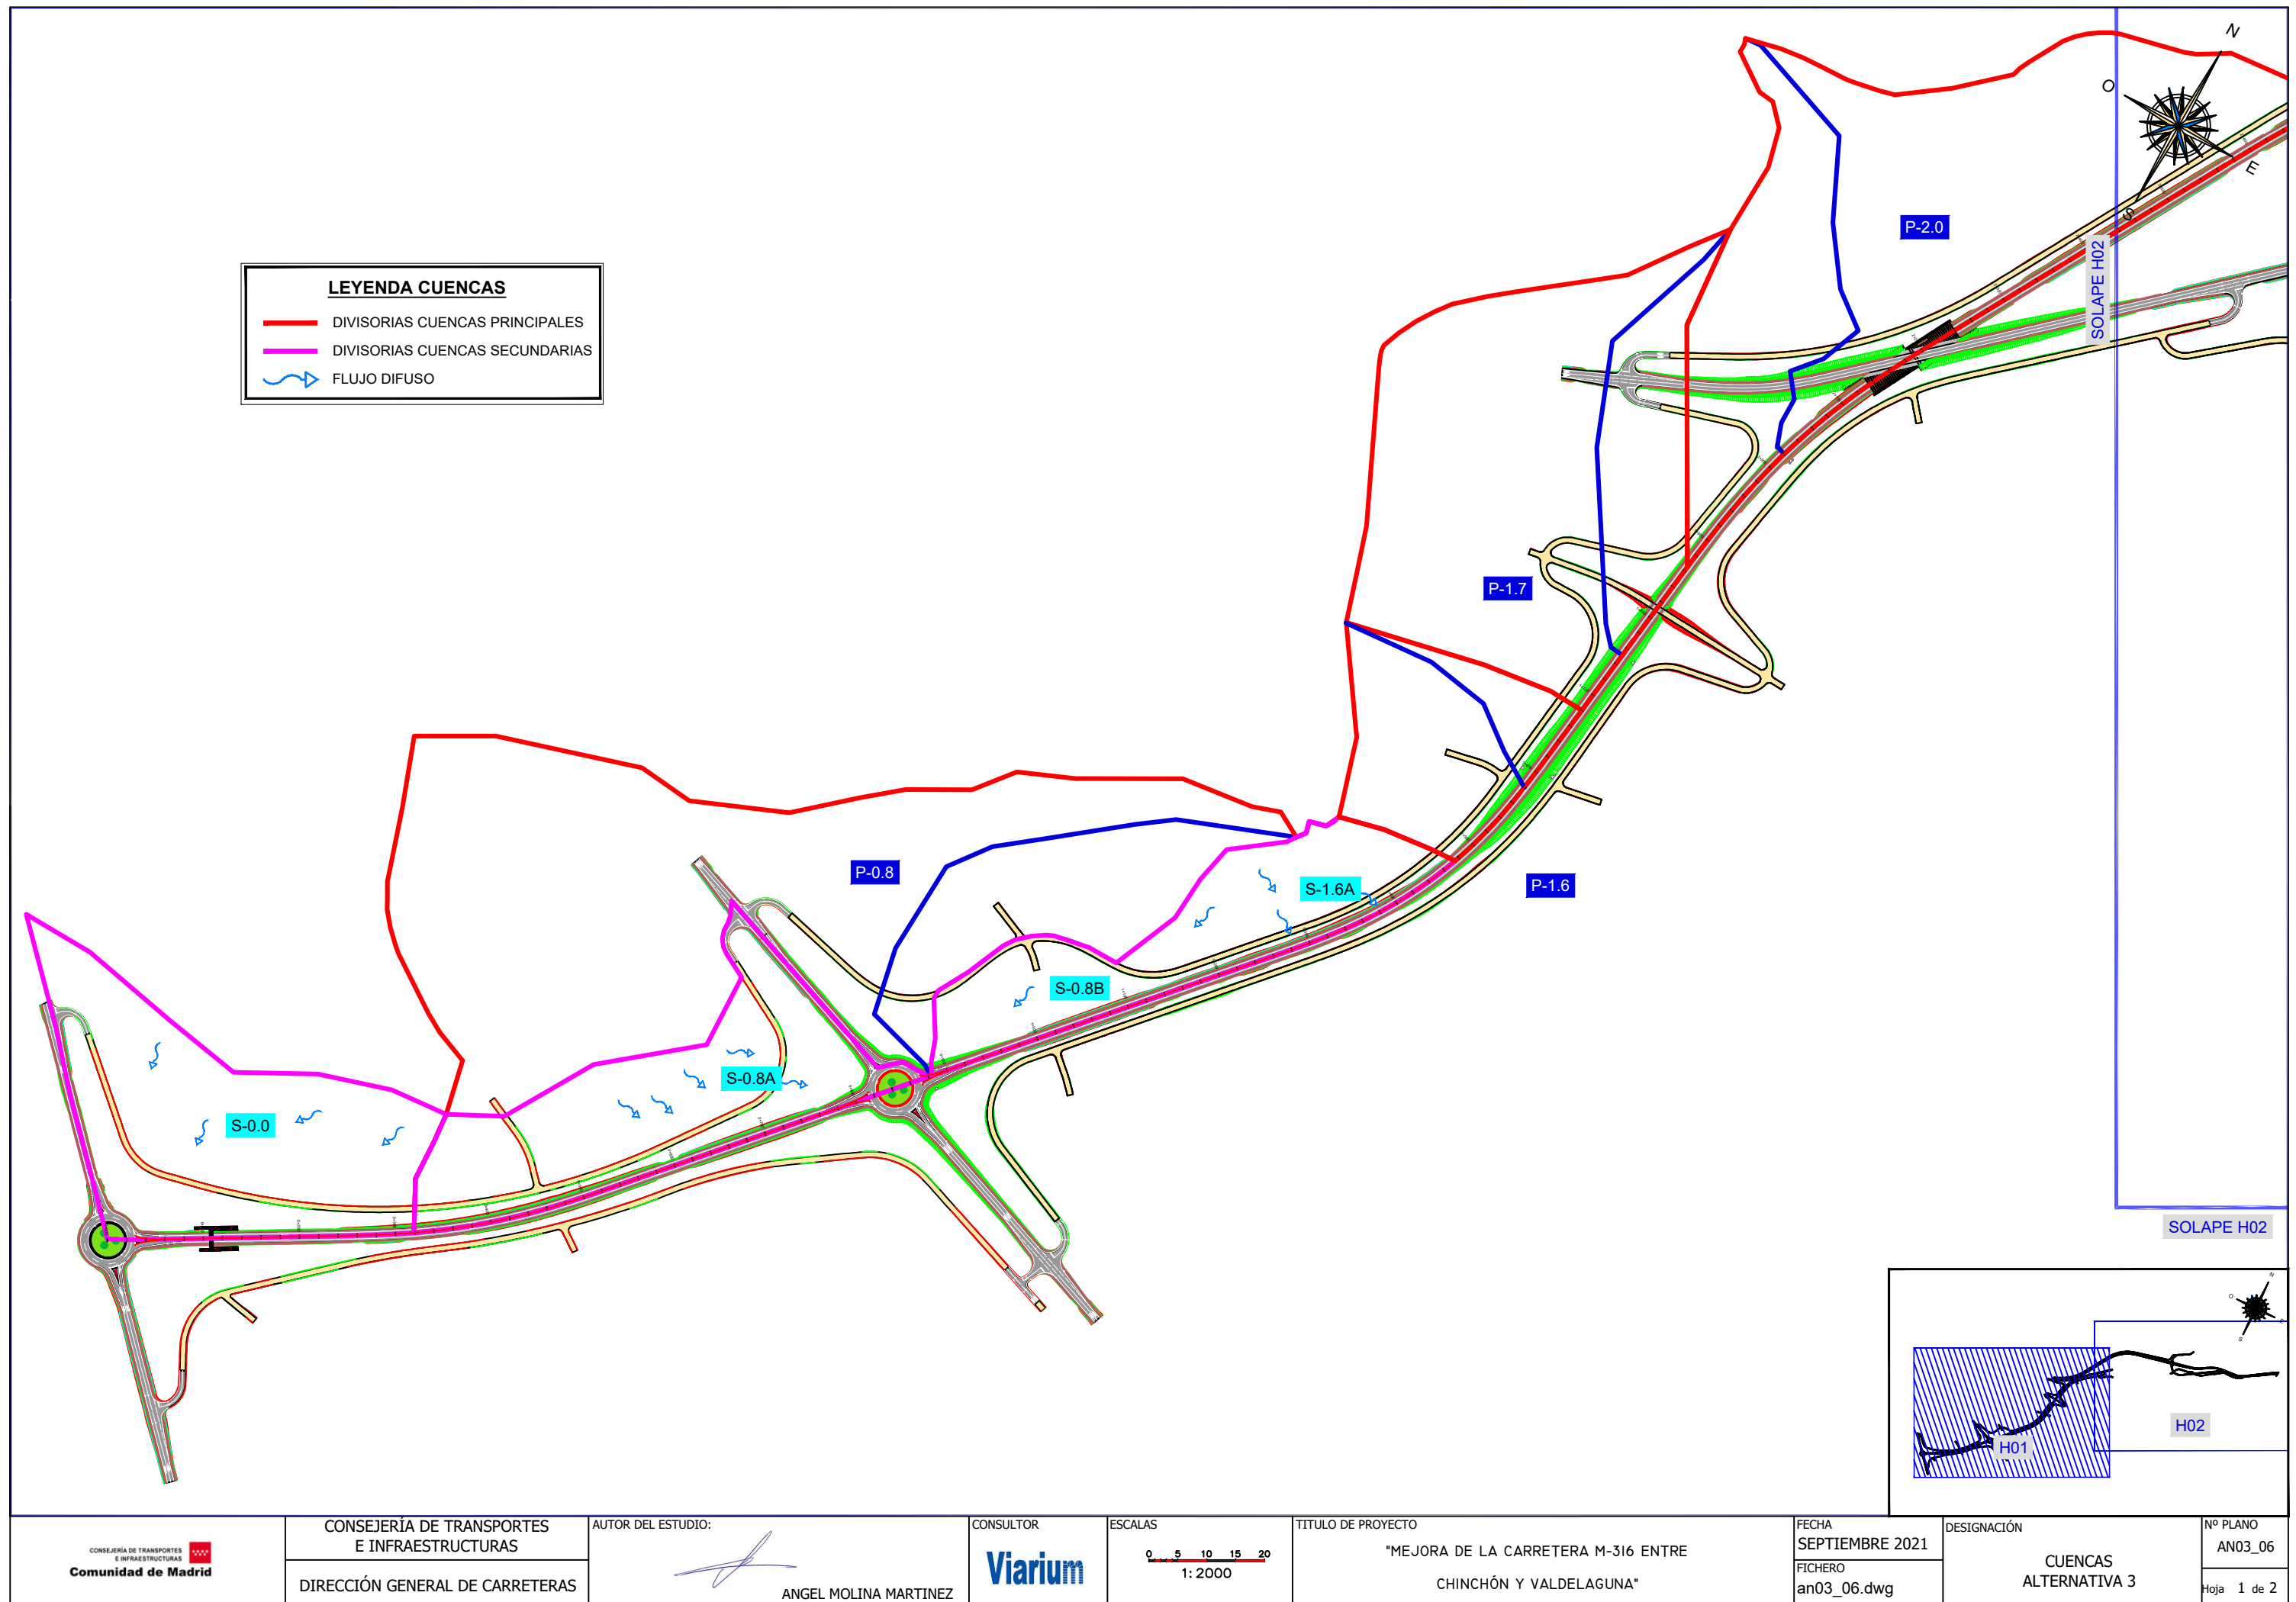 N
O
E
S
SOLAPE H02
P-2.0
LEYENDA CUENCAS
DIVISORIAS CUENCAS PRINCIPALES
DIVISORIAS CUENCAS SECUNDARIAS
FLUJO DIFUSO
P-1.7
P-0.8
S-1.6A
P-1.6
S-0.8B
S-0.8A
S-0.0
SOLAPE H02
N
O
H02
H01
CONSEJERÍA DE TRANSPORTES
E INFRAESTRUCTURAS
Comunidad de Madrid
CONSEJERÍA DE TRANSPORTES
E INFRAESTRUCTURAS
DIRECCIÓN GENERAL DE CARRETERAS
AUTOR DEL ESTUDIO:
ANGEL MOLINA MARTINEZ
CONSULTOR
Viarium
ESCALAS
0 5 10 15 20
1:2000
TITULO DE PROYECTO
"MEJORA DE LA CARRETERA M-316 ENTRE
CHINCHÓN Y VALDELAGUNA"
FECHA
SEPTIEMBRE 2021
FICHERO
an03_06.dwg
DESIGNACIÓN
CUENCAS
ALTERNATIVA 3
Nº PLANO
AN03_06
Hoja 1 de 2